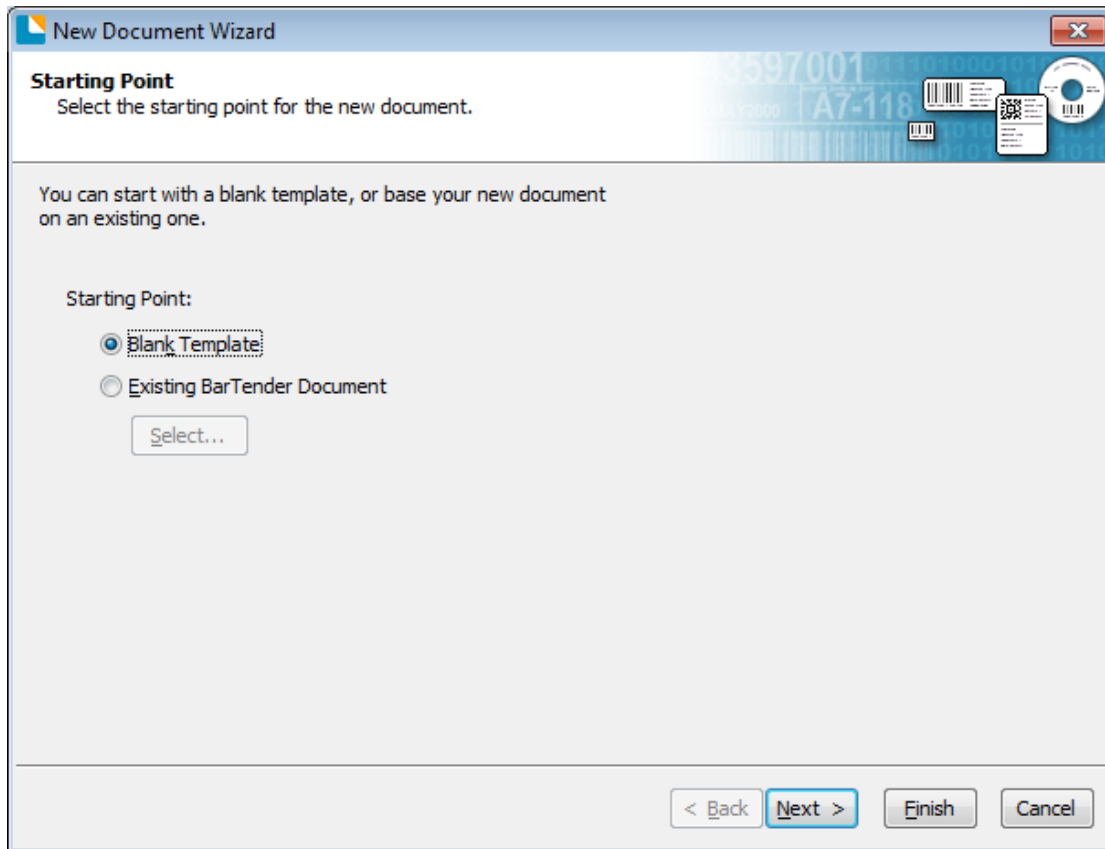 New Document Wizard
Starting Point
Select the starting point for the new document.
3597001
A7-118
You can start with a blank template, or base your new document
on an existing one.
Starting Point:
Blank Template
Existing BarTender Document
Select...
< Back
Next >
Finish
Cancel